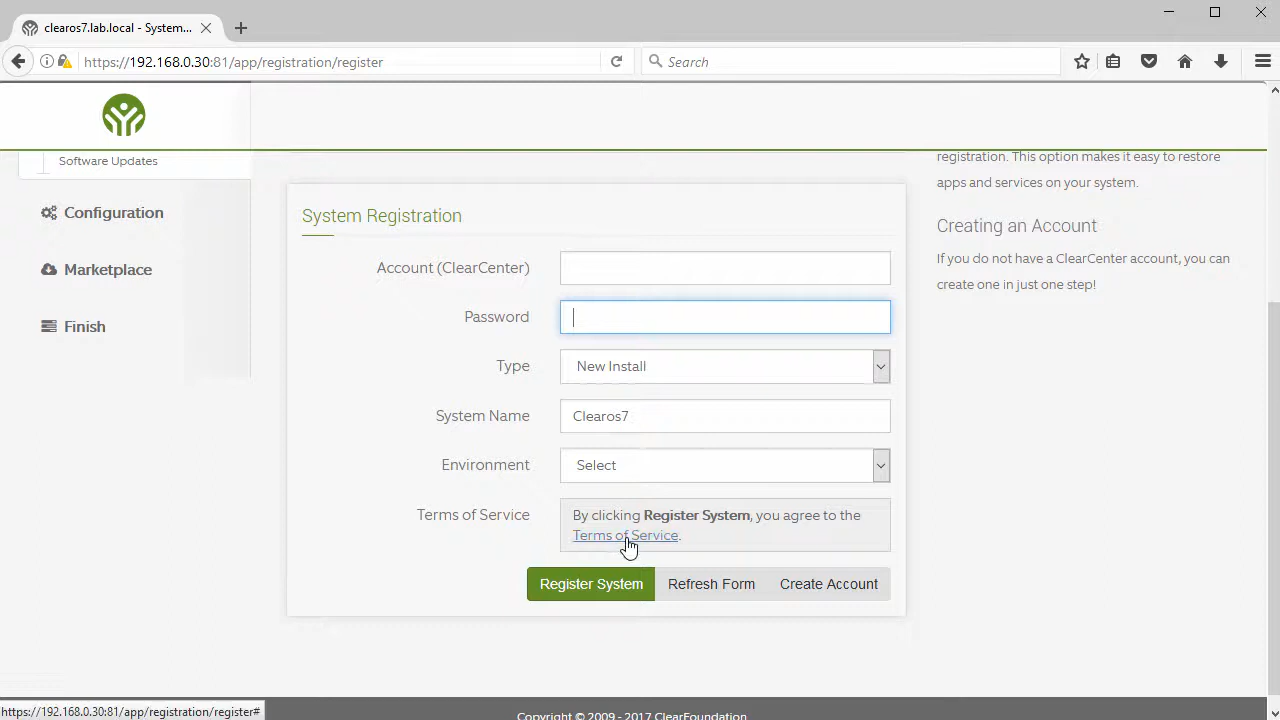 clearos7.lab.local - System...
https://192.168.0.30:81/app/registration/register
Search
Software Updates
Configuration
Marketplace
Finish
registration. This option makes it easy to restore
apps and services on your system.
Creating an Account
If you do not have a ClearCenter account, you can
create one in just one step!
System Registration
Account (ClearCenter)
Password
Type
New Install
System Name
Clearos7
Environment
Select
Terms of Service
By clicking Register System, you agree to the
Terms of Service.
Register System
Refresh Form
Create Account
https://192.168.0.30:81/app/registration/register#
Copyright © 2009 - 2017 ClearFoundation